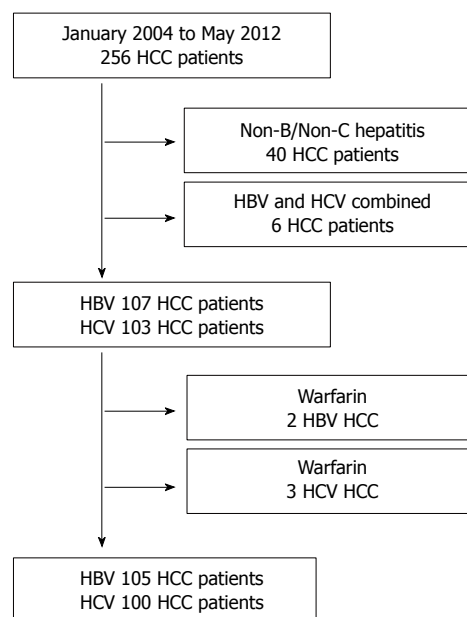 January 2004 to May 2012
256 HCC patients
Non-B/Non-C hepatitis
40 HCC patients
HBV and HCV combined
6 HCC patients
HBV 107 HCC patients
HCV 103 HCC patients
Warfarin
2 HBV HCC
Warfarin
3 HCV HCC
HBV 105 HCC patients
HCV 100 HCC patients